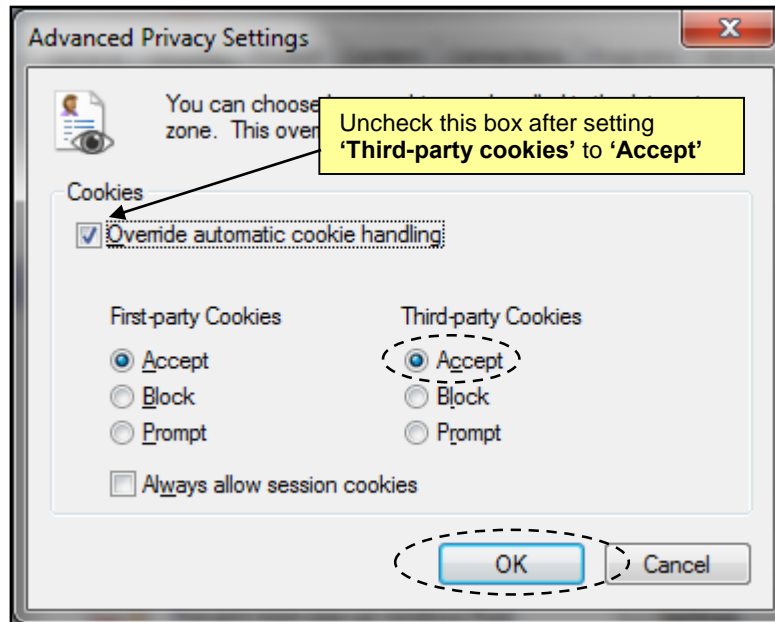 Advanced Privacy Settings
You can choose
zone. This over
Uncheck this box after setting
‘Third-party cookies’ to ‘Accept’
Cookies
Override automatic cookie handling
First-party Cookies Third-party Cookies
Accept Accept
Block Block
Prompt Prompt
Always allow session cookies
OK Cancel